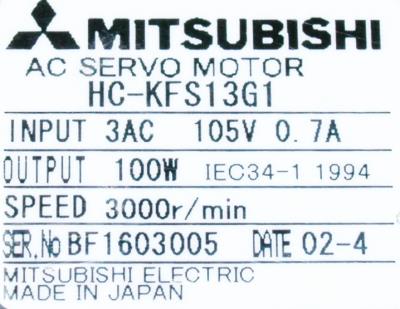 MITSUBISHI
AC SERVO MOTOR
HC-KFS13G1
INPUT 3AC 105V 0.7A
OUTPUT 100W IEC34-1 1994
SPEED 3000r/min
SER.No BF1603005 DATE 02-4
MITSUBISHI ELECTRIC
MADE IN JAPAN